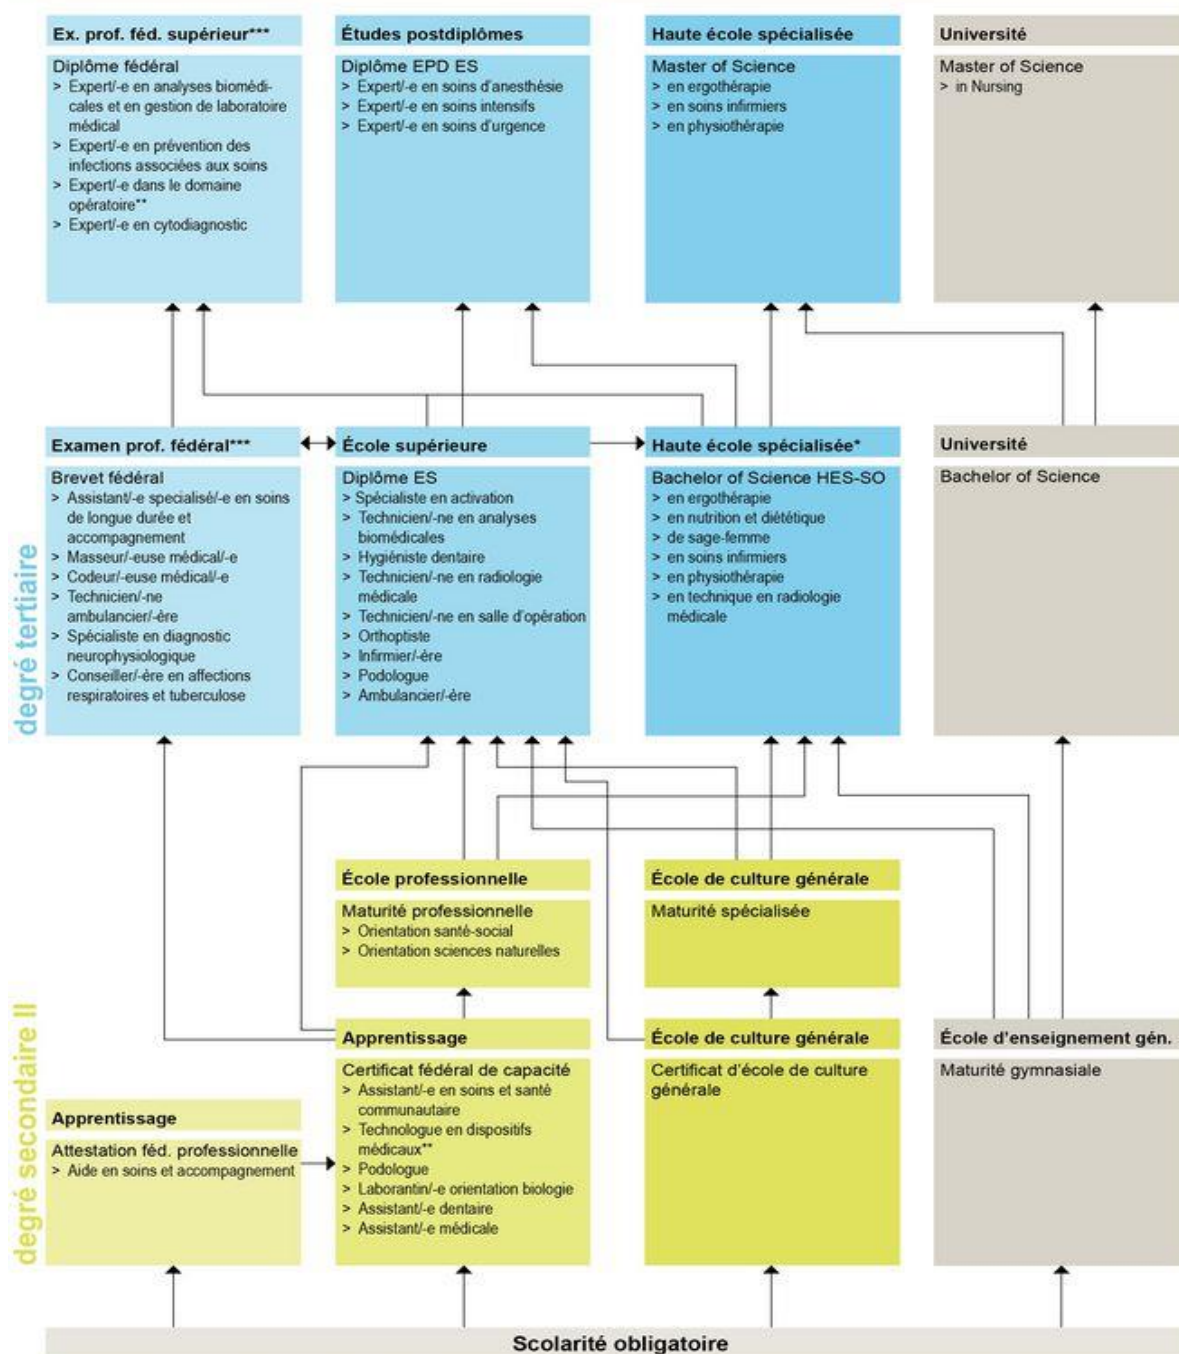 Ex. prof. féd. supérieur***
Diplôme fédéral
> Expert/-e en analyses biomédi-
cales et en gestion de laboratoire
médical
> Expert/-e en prévention des
infections associées aux soins
> Expert/-e dans le domaine
opératoire**
> Expert/-e en cytodiagnostic
Études postdiplômes
Diplôme EPD ES
> Expert/-e en soins d'anesthésie
> Expert/-e en soins intensifs
> Expert/-e en soins d'urgence
Haute école spécialisée
Master of Science
> en ergothérapie
> en soins infirmiers
> en physiothérapie
Université
Master of Science
> in Nursing
degré tertiaire
Examen prof. fédéral***
Brevet fédéral
> Assistant/-e specialisé/-e en soins
de longue durée et
accompagnement
> Masseur/-euse médical/-e
> Codeur/-euse médical/-e
> Technicien/-ne
ambulancier/-ère
> Spécialiste en diagnostic
neurophysiologique
> Conseiller/-ère en affections
respiratoires et tuberculose
École supérieure
Diplôme ES
> Spécialiste en activation
> Technicien/-ne en analyses
biomédicales
> Hygiéniste dentaire
> Technicien/-ne en radiologie
médicale
> Technicien/-ne en salle d'opération
> Orthoptiste
> Infirmier/-ère
> Podologue
> Ambulancier/-ère
Haute école spécialisée*
Bachelor of Science HES-SO
> en ergothérapie
> en nutrition et diététique
> de sage-femme
> en soins infirmiers
> en physiothérapie
> en technique en radiologie
médicale
Université
Bachelor of Science
degré secondaire II
École professionnelle
Maturité professionnelle
> Orientation santé-social
> Orientation sciences naturelles
École de culture générale
Maturité spécialisée
Apprentissage
Attestation féd. professionnelle
> Aide en soins et accompagnement
Apprentissage
Certificat fédéral de capacité
> Assistant/-e en soins et santé
communautaire
> Technologue en dispositifs
médicaux**
> Podologue
> Laborantin/-e orientation biologie
> Assistant/-e dentaire
> Assistant/-e médicale
École de culture générale
Certificat d'école de culture
générale
École d'enseignement gén.
Maturité gymnasiale
Scolarité obligatoire